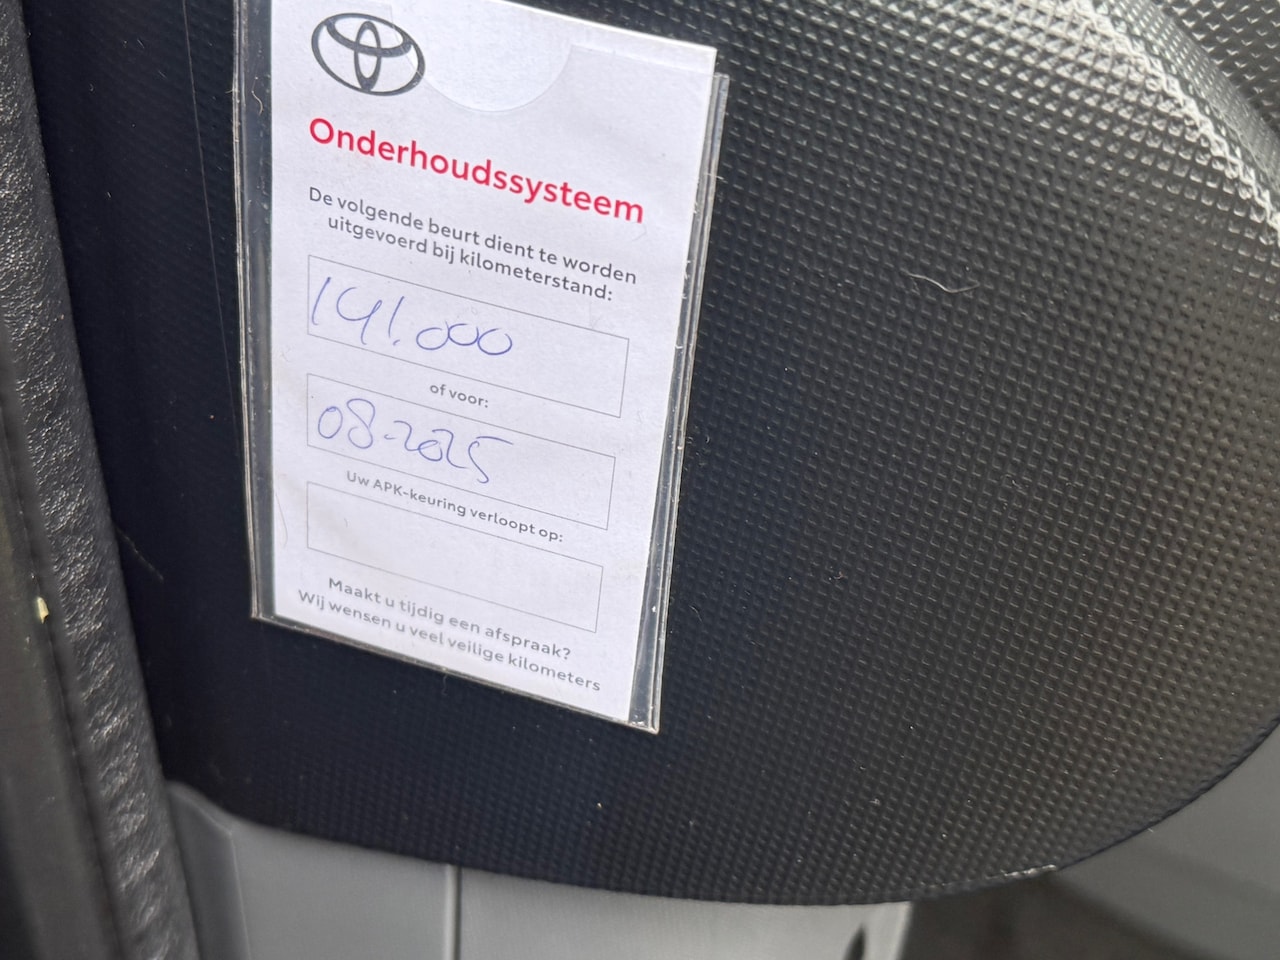 Onderhoudssysteem
De volgende beurt dient te worden
uitgevoerd bij kilometerstand:
141.000
of voor:
08-2025
Uw APK-keuring verloopt op:
Maakt u tijdig een afspraak?
Wij wensen u veel veilige kilometers